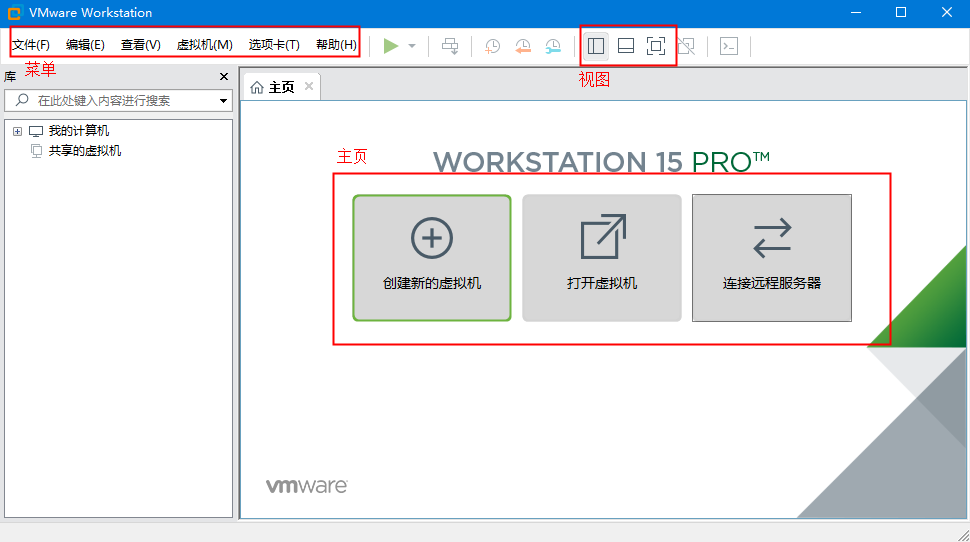 VMware Workstation
文件(F) 编辑(E) 查看(V) 虚拟机(M) 选项卡(T) 帮助(H)
库 菜单
视图
主页
在此处键入内容进行搜索
我的计算机
共享的虚拟机
主页
WORKSTATION 15 PRO™
创建新的虚拟机 打开虚拟机 连接远程服务器
vmware